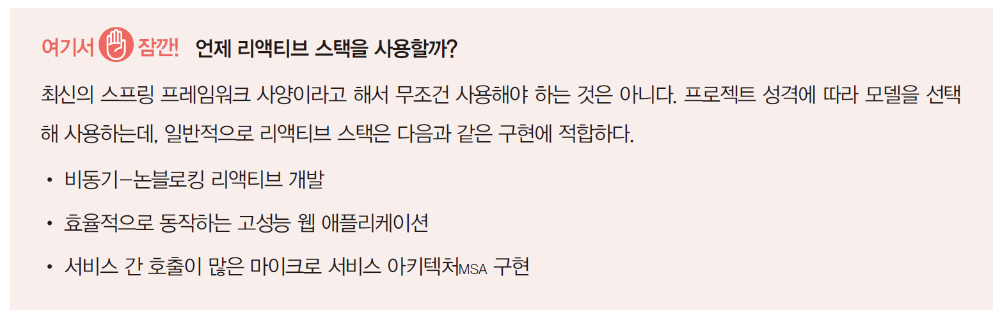 여기서 잠깐! 언제 리액티브 스택을 사용할까?
최신의 스프링 프레임워크 사양이라고 해서 무조건 사용해야 하는 것은 아니다. 프로젝트 성격에 따라 모델을 선택
해 사용하는데, 일반적으로 리액티브 스택은 다음과 같은 구현에 적합하다.
• 비동기-논블로킹 리액티브 개발
• 효율적으로 동작하는 고성능 웹 애플리케이션
• 서비스 간 호출이 많은 마이크로 서비스 아키텍처MSA 구현